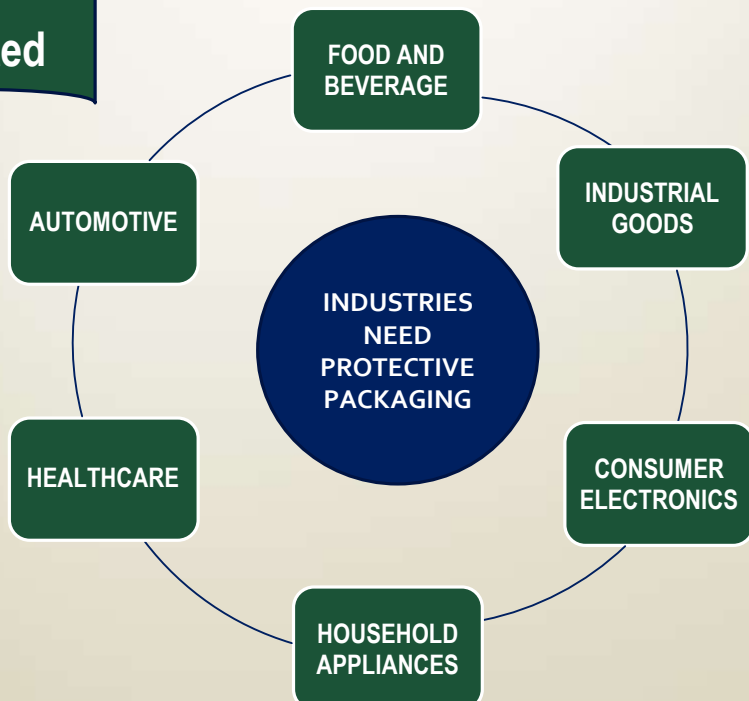 ed
FOOD AND
BEVERAGE
INDUSTRIAL
GOODS
CONSUMER
ELECTRONICS
HOUSEHOLD
APPLIANCES
HEALTHCARE
AUTOMOTIVE
INDUSTRIES
NEED
PROTECTIVE
PACKAGING